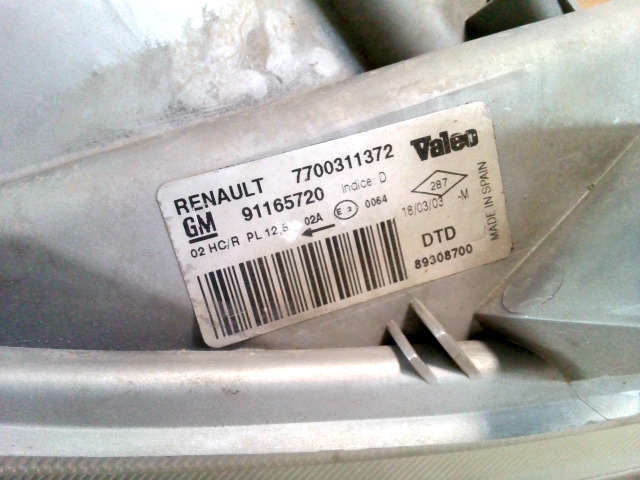 RENAULT 7700311372 Valeo
GM 91165720 Indice: D 287
02 HC/R PL 12,5 02A E 2 0064 18/03/03 -M
DTD
89308700
MADE IN SPAIN